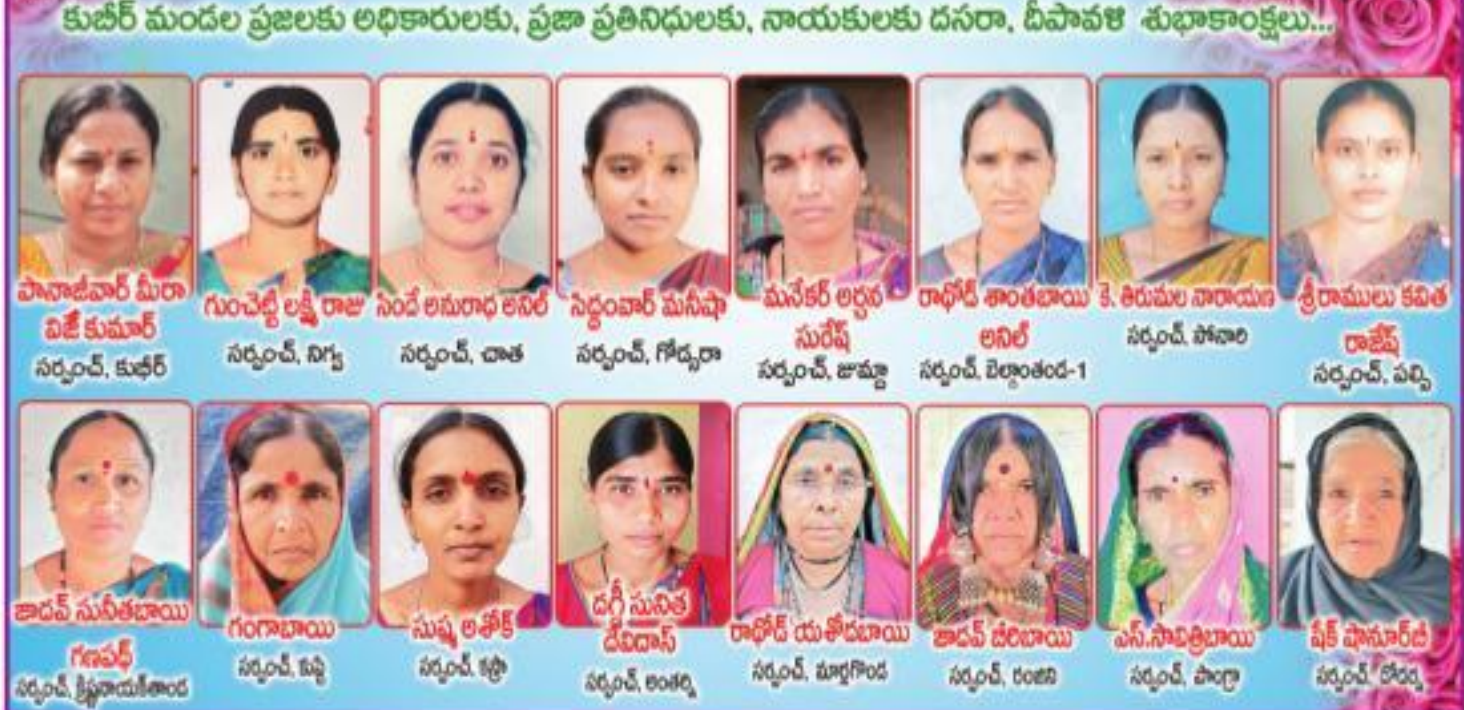 కుబీర్ మండల ప్రజలకు అధికారులకు, ప్రజా ప్రతినిధులకు, నాయకులకు దసరా, దీపావళి శుభాకాంక్షలు...
పానాజీవార్ మీరా
విజే కుమార్
సర్పంచ్, కుభీర్
గుంచెట్టి లక్ష్మీ రాజు
సర్పంచ్, నిగ్వ
సిందే అనురాధ అనిల్
సర్పంచ్, చాత
సిద్దంవార్ మనీషా
సర్పంచ్, గోడ్సరా
మనేకర్ అర్చన
సురేష్
సర్పంచ్, జుమ్డా
రాథోడ్ శాంతబాయి
అనిల్
సర్పంచ్, బెల్గాంతండ-1
కె. తిరుమల నారాయణ
సర్పంచ్, సోనారి
శ్రీరాములు కవిత
రాజేష్
సర్పంచ్, పల్సి
జాదవ్ సునీతబాయి
గణపథ్
సర్పంచ్, క్రిష్ణనాయక్‌తాండ
గంగాబాయి
సర్పంచ్, కుప్టి
సుష్మ అశోక్
సర్పంచ్, కస్రా
దగ్గీ సునిత
దేవిదాస్
సర్పంచ్, అంతర్ని
రాథోడ్ యశోదబాయి
సర్పంచ్, మార్లగొండ
జాదవ్ బీరిబాయి
సర్పంచ్, రంజని
ఎస్.సావిత్రిబాయి
సర్పంచ్, పాంగ్రా
షేక్ షానూర్‌బీ
సర్పంచ్, దోడర్న